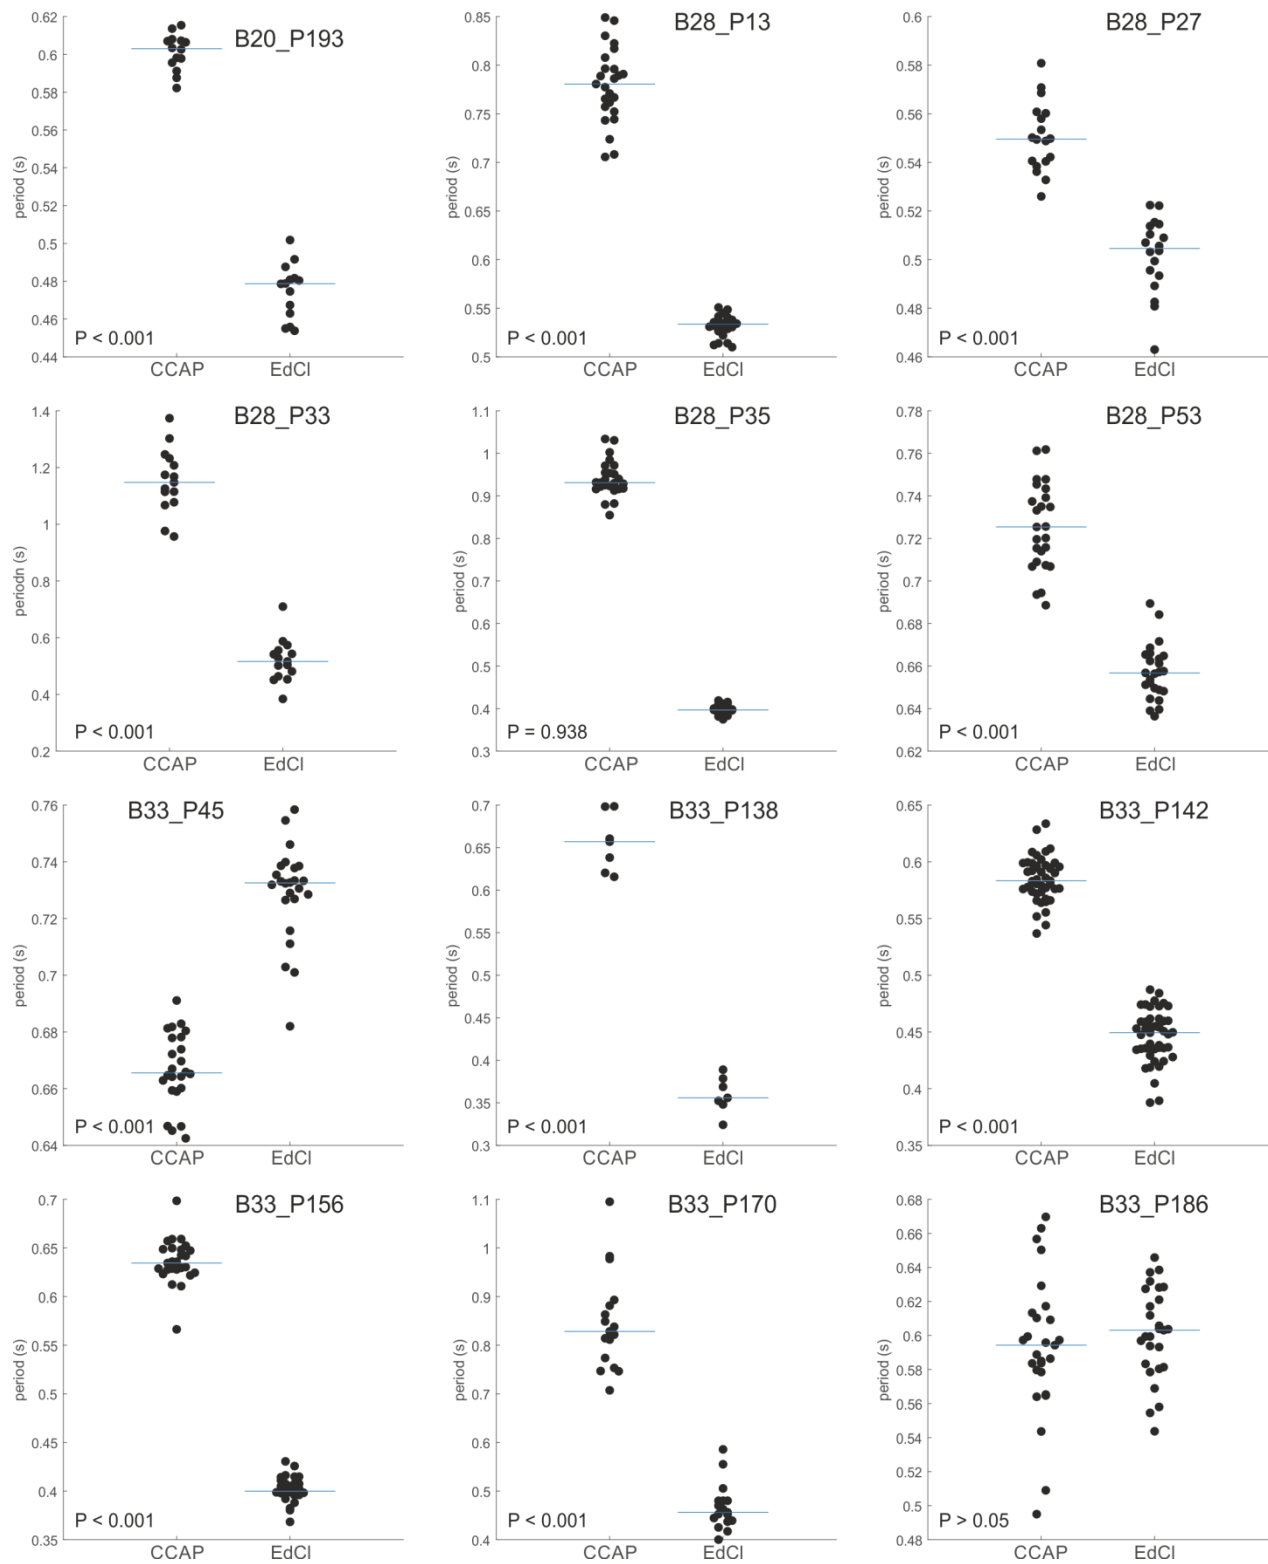 B20_P193
period (s)
0.62
0.6
0.58
0.56
0.54
0.52
0.5
0.48
0.46
0.44
P < 0.001
CCAP EdCl
B28_P13
period (s)
0.85
0.8
0.75
0.7
0.65
0.6
0.55
0.5
P < 0.001
CCAP EdCl
B28_P27
period (s)
0.6
0.58
0.56
0.54
0.52
0.5
0.48
0.46
P < 0.001
CCAP EdCl
B28_P33
periodn (s)
1.4
1.2
1
0.8
0.6
0.4
0.2
P < 0.001
CCAP EdCl
B28_P35
period (s)
1.1
1
0.9
0.8
0.7
0.6
0.5
0.4
0.3
P = 0.938
CCAP EdCl
B28_P53
period (s)
0.78
0.76
0.74
0.72
0.7
0.68
0.66
0.64
0.62
P < 0.001
CCAP EdCl
B33_P45
period (s)
0.76
0.74
0.72
0.7
0.68
0.66
0.64
P < 0.001
CCAP EdCl
B33_P138
period (s)
0.7
0.65
0.6
0.55
0.5
0.45
0.4
0.35
0.3
P < 0.001
CCAP EdCl
B33_P142
period (s)
0.65
0.6
0.55
0.5
0.45
0.4
0.35
P < 0.001
CCAP EdCl
B33_P156
period (s)
0.7
0.65
0.6
0.55
0.5
0.45
0.4
0.35
P < 0.001
CCAP EdCl
B33_P170
period (s)
1.1
1
0.9
0.8
0.7
0.6
0.5
0.4
P < 0.001
CCAP EdCl
B33_P186
period (s)
0.68
0.66
0.64
0.62
0.6
0.58
0.56
0.54
0.52
0.5
0.48
P > 0.05
CCAP EdCl